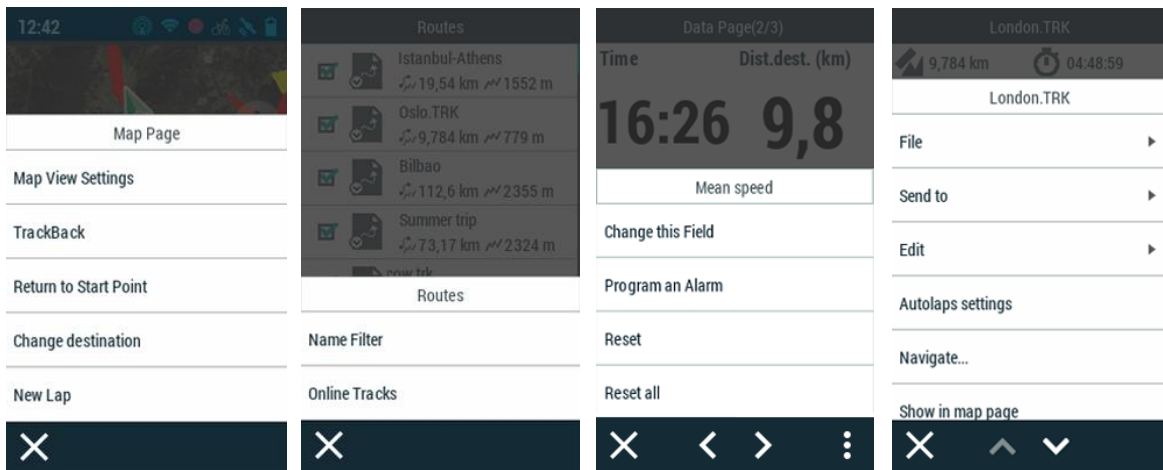 12:42
Map Page
Map View Settings
TrackBack
Return to Start Point
Change destination
New Lap
Routes
Istanbul-Athens
19,54 km 1552 m
Oslo.TRK
9,784 km 779 m
Bilbao
112,6 km 2355 m
Summer trip
73,17 km 2324 m
cow.trk
Routes
Name Filter
Online Tracks
Data Page(2/3)
Time Dist.dest. (km)
16:26 9,8
Mean speed
Change this Field
Program an Alarm
Reset
Reset all
London.TRK
9,784 km 04:48:59
London.TRK
File
Send to
Edit
Autolaps settings
Navigate...
Show in map page